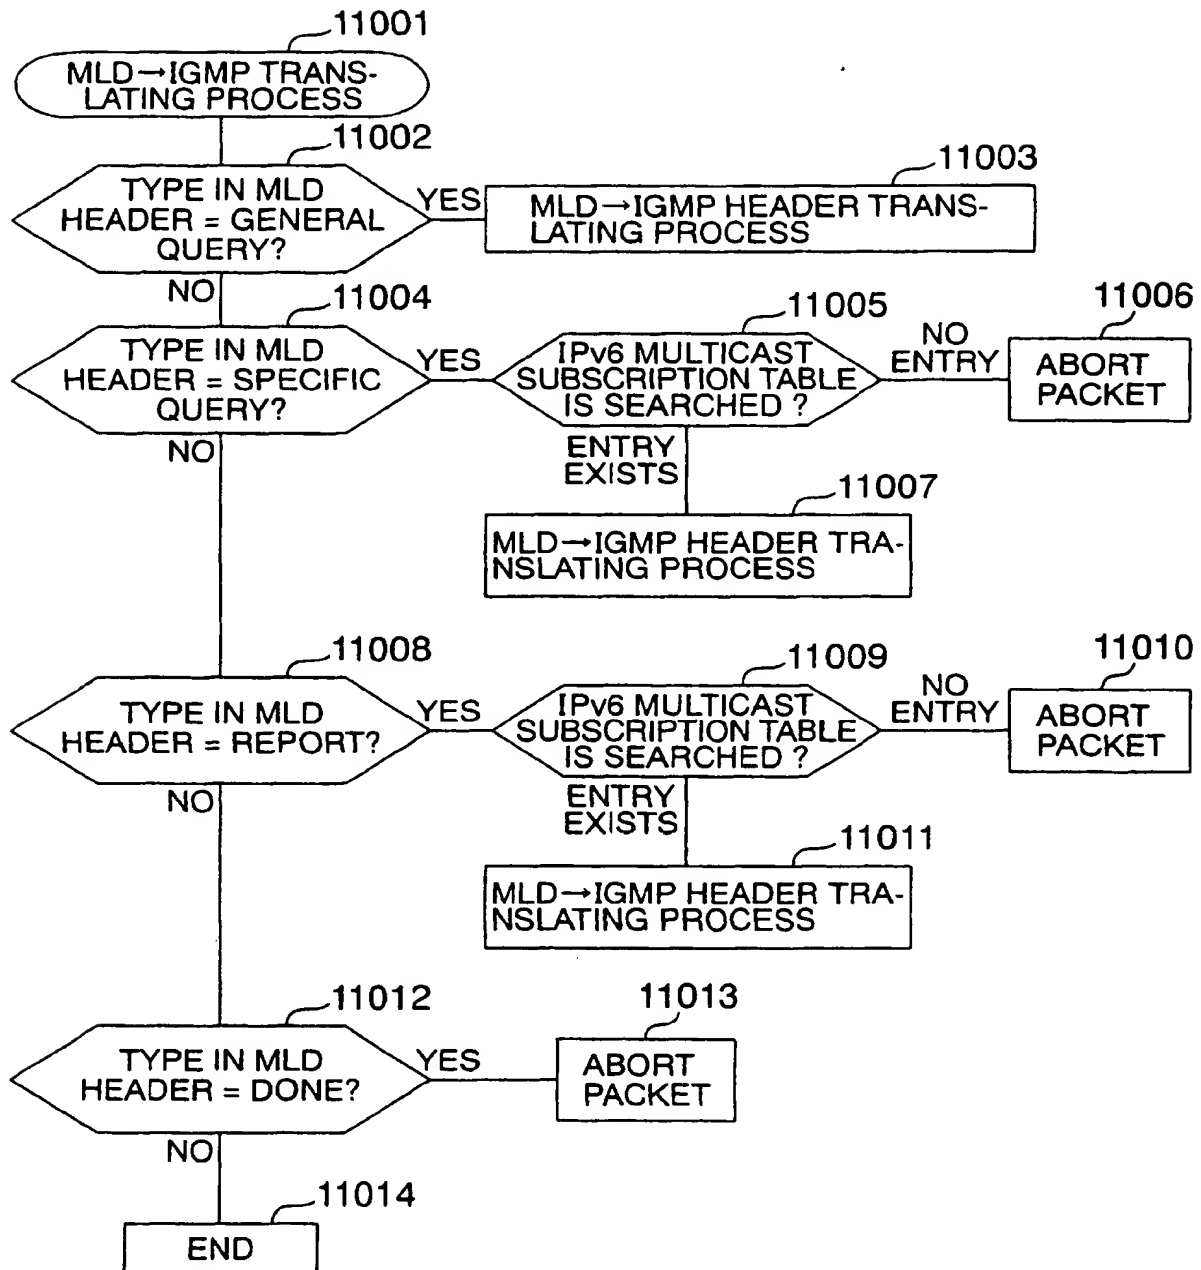 11001
MLD→IGMP TRANS-
LATING PROCESS
11002
TYPE IN MLD
HEADER = GENERAL
QUERY?
YES
11003
MLD→IGMP HEADER TRANS-
LATING PROCESS
NO
11004
TYPE IN MLD
HEADER = SPECIFIC
QUERY?
YES
11005
IPv6 MULTICAST
SUBSCRIPTION TABLE
IS SEARCHED ?
NO
ENTRY
11006
ABORT
PACKET
NO
ENTRY
EXISTS
11007
MLD→IGMP HEADER TRA-
NSLATING PROCESS
11008
TYPE IN MLD
HEADER = REPORT?
YES
11009
IPv6 MULTICAST
SUBSCRIPTION TABLE
IS SEARCHED ?
NO
ENTRY
11010
ABORT
PACKET
NO
ENTRY
EXISTS
11011
MLD→IGMP HEADER TRA-
NSLATING PROCESS
11012
TYPE IN MLD
HEADER = DONE?
YES
11013
ABORT
PACKET
NO
11014
END